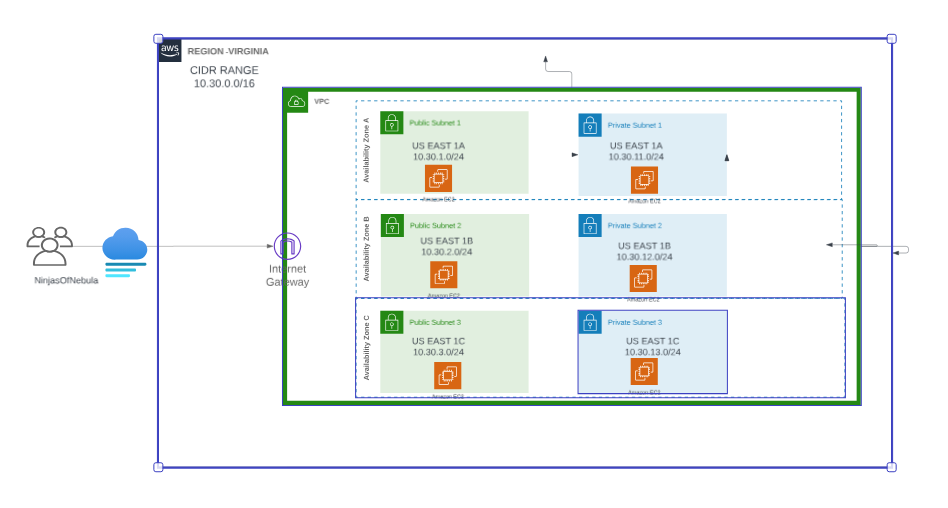 aws
REGION -VIRGINIA
CIDR RANGE
10.30.0.0/16
VPC
Availability Zone A
Public Subnet 1
US EAST 1A
10.30.1.0/24
Amazon EC2
Private Subnet 1
US EAST 1A
10.30.11.0/24
Amazon EC2
Availability Zone B
Public Subnet 2
US EAST 1B
10.30.2.0/24
Amazon EC2
Private Subnet 2
US EAST 1B
10.30.12.0/24
Amazon EC2
Availability Zone C
Public Subnet 3
US EAST 1C
10.30.3.0/24
Amazon EC2
Private Subnet 3
US EAST 1C
10.30.13.0/24
Amazon EC2
NinjasOfNebula
Internet
Gateway